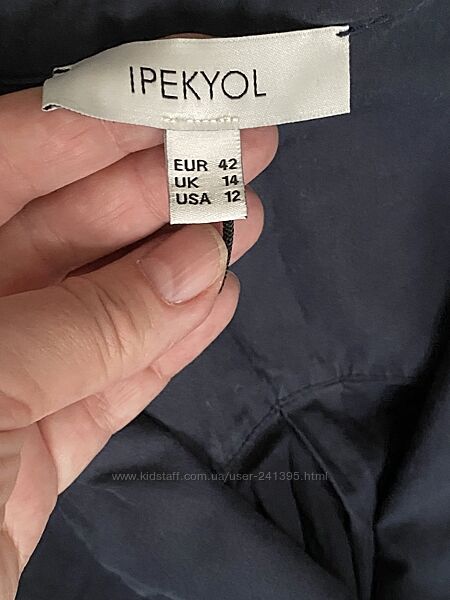 IPEKYOL
EUR 42
UK 14
USA 12
www.kidstaff.com.ua/user-241395.html